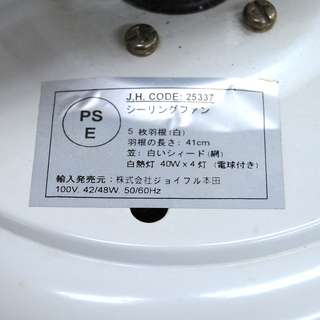 J.H. CODE: 25337
シーリングファン
PS
E
5 枚羽根 (白)
羽根の長さ: 41cm
笠: 白いシィード (網)
白熱灯 40W x 4灯 (電球付き)
輸入発売元: 株式会社ジョイフル本田
100V. 42/48W. 50/60Hz